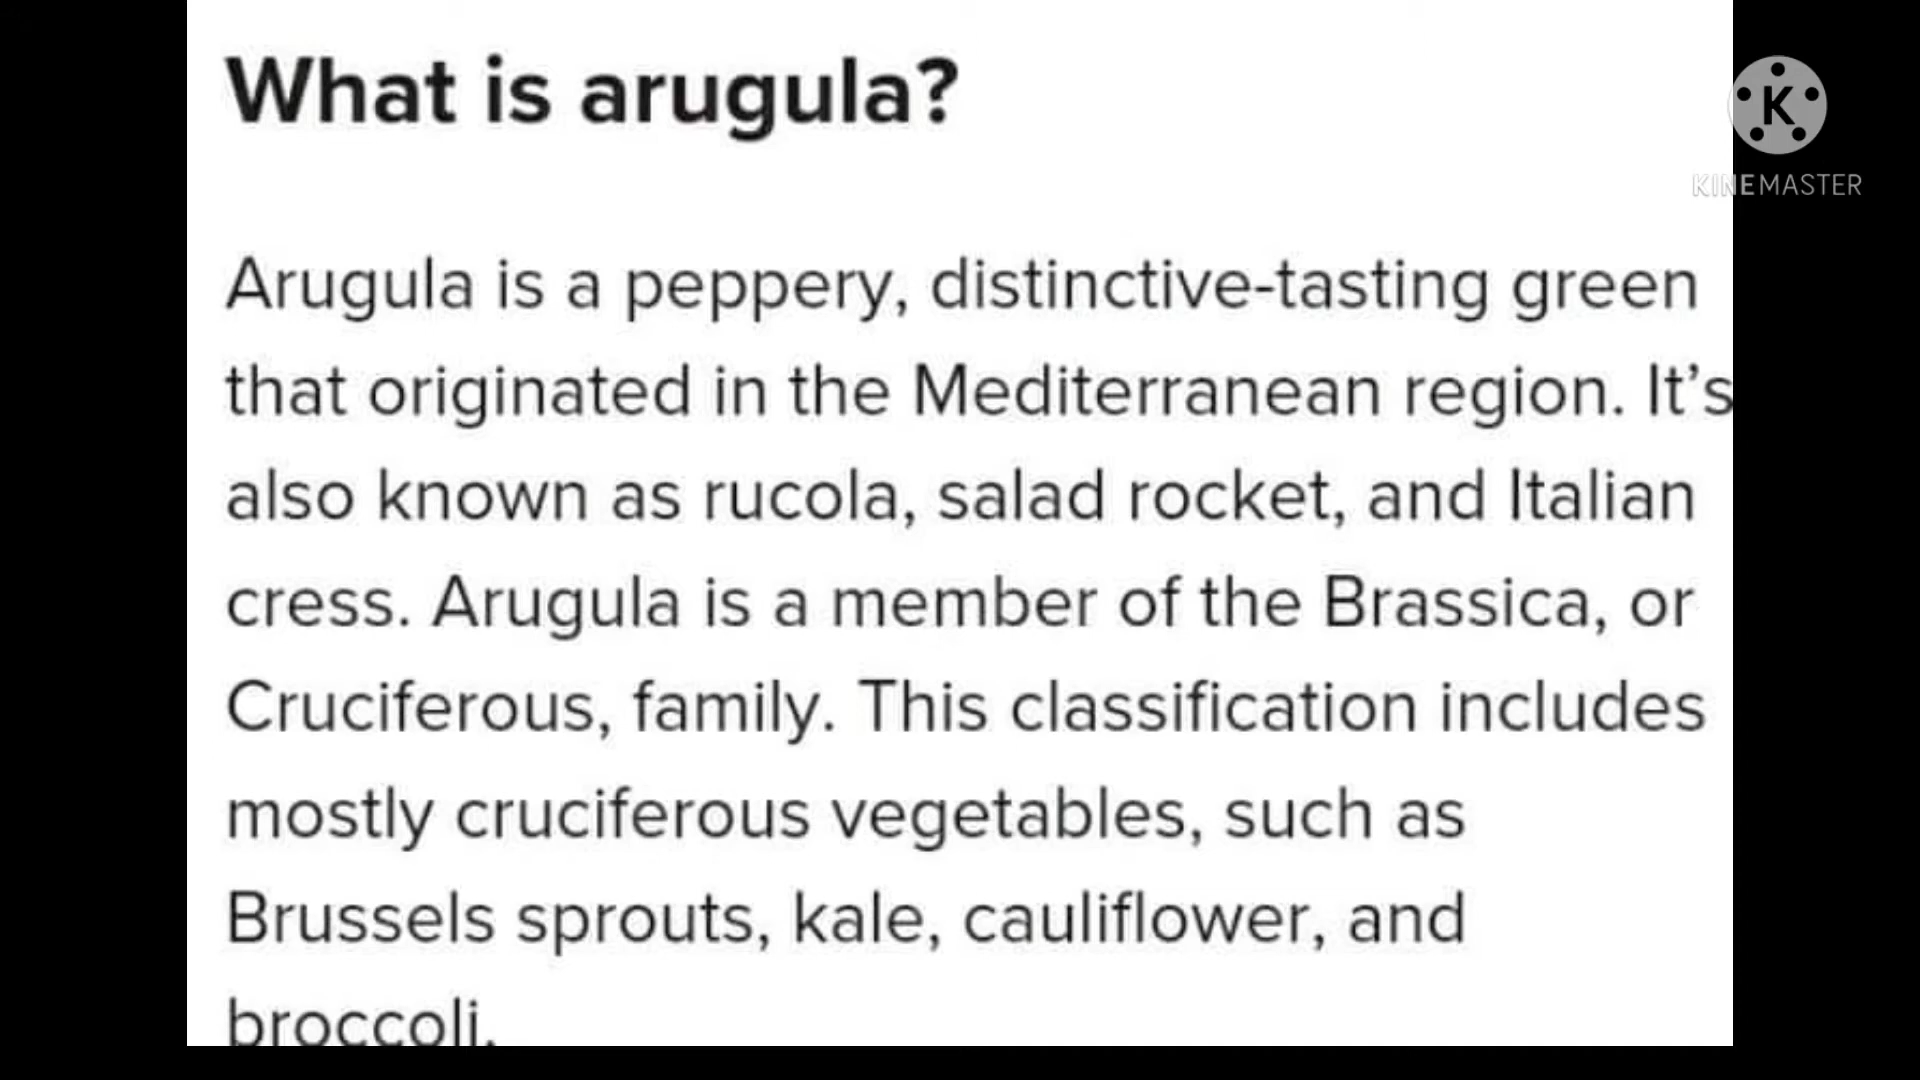 What is arugula?
Arugula is a peppery, distinctive-tasting green
that originated in the Mediterranean region. It’s
also known as rucola, salad rocket, and Italian
cress. Arugula is a member of the Brassica, or
Cruciferous, family. This classification includes
mostly cruciferous vegetables, such as
Brussels sprouts, kale, cauliflower, and
broccoli.
K
KINEMASTER